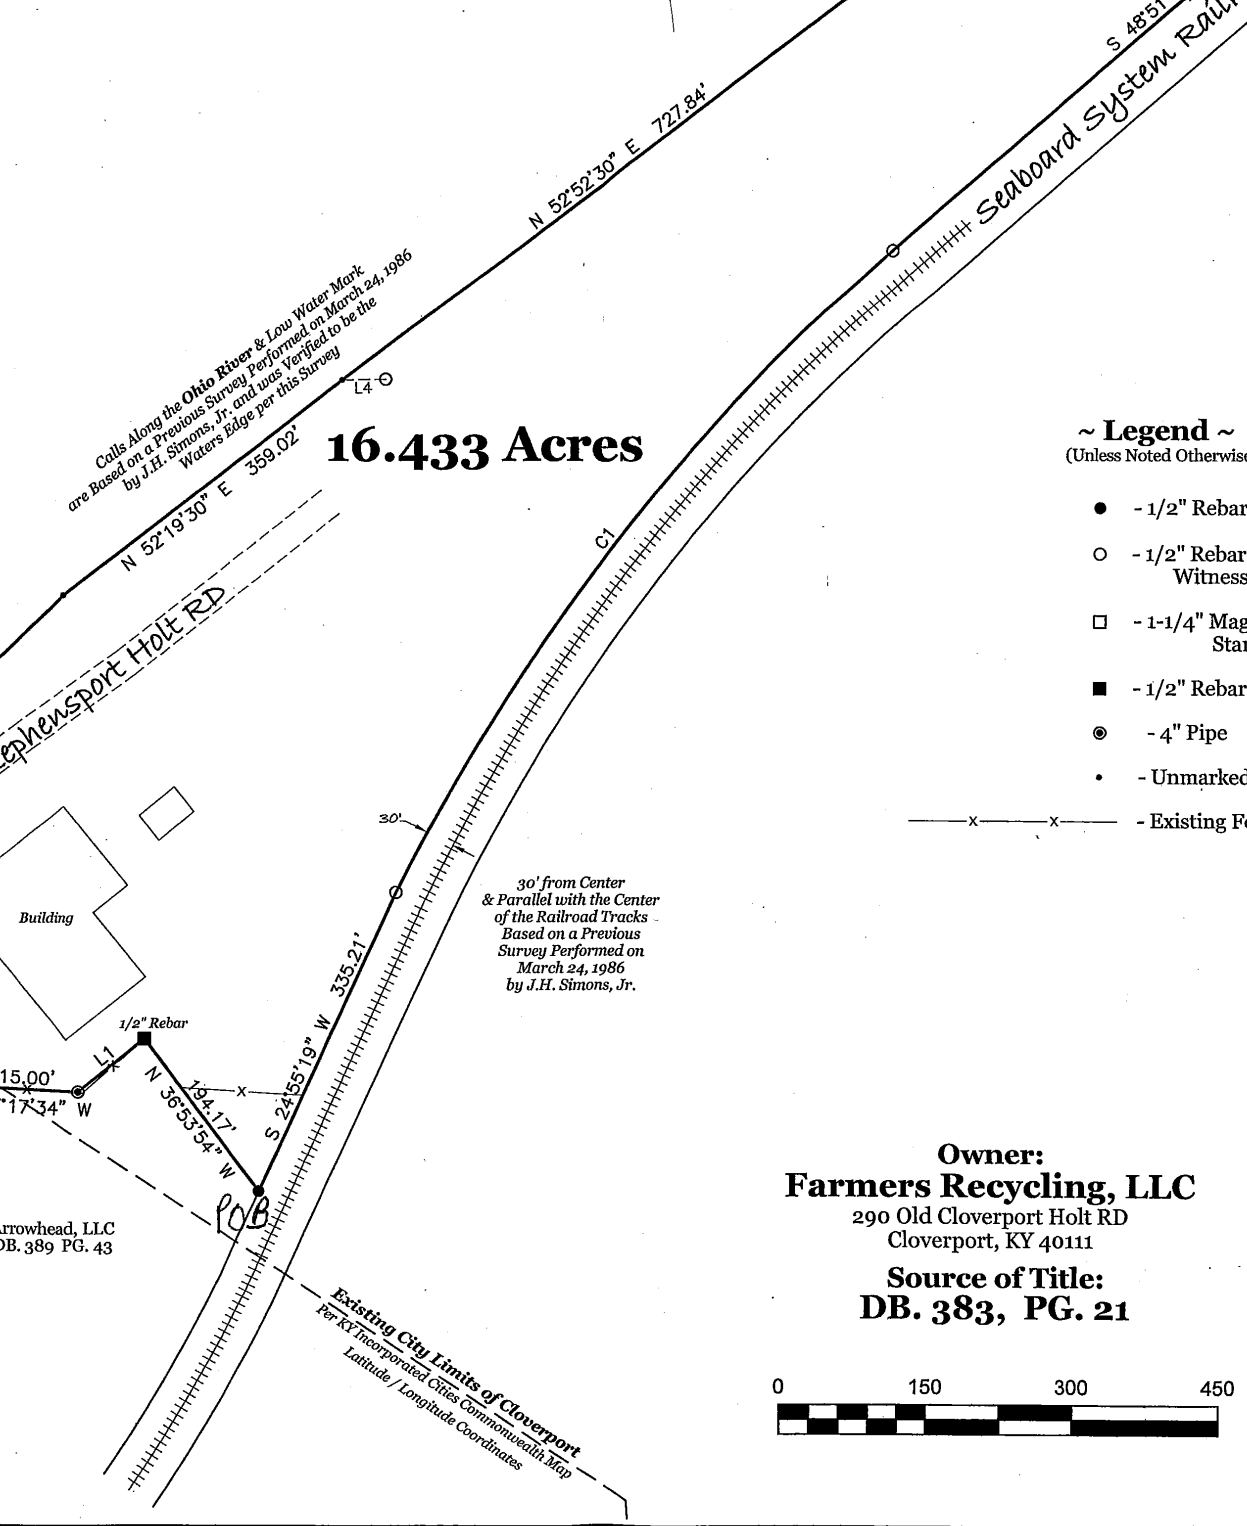 S 48°51
Seaboard System Rail
N 52°52'30" E 727.84'
Calls Along the Ohio River & Low Water Mark
are Based on a Previous Survey Performed on March 24, 1986
by J.H. Simons, Jr. and was Verified to be the
Waters Edge per this Survey
L4
N 52°19'30" E 359.02'
16.433 Acres
~ Legend ~
(Unless Noted Otherwise
- 1/2" Rebar
- 1/2" Rebar
Witness
- 1-1/4" Mag
- 1/2" Rebar
- 4" Pipe
- Unmarked
x x - Existing
C1
ephensport Holt RD
30'
Building
30' from Center
& Parallel with the Center
of the Railroad Tracks
Based on a Previous
Survey Performed on
March 24, 1986
by J.H. Simons, Jr.
S 24°55'19" W 335.21'
1/2" Rebar
L1
15.00'
°17'34" W
x
194.17'
N 36°53'54" W
POB
Arrowhead, LLC
DB. 389 PG. 43
Owner:
Farmers Recycling, LLC
290 Old Cloverport Holt RD
Cloverport, KY 40111
Source of Title:
DB. 383, PG. 21
Existing City Limits of Cloverport
Per KY Incorporated Cities Commonwealth Map
Latitude / Longitude Coordinates
0 150 300 450